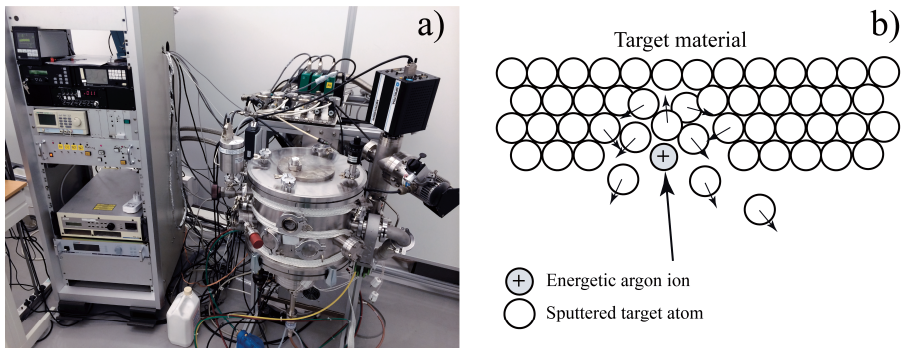 a)
b)
Target material
+
+
Energetic argon ion
Sputtered target atom